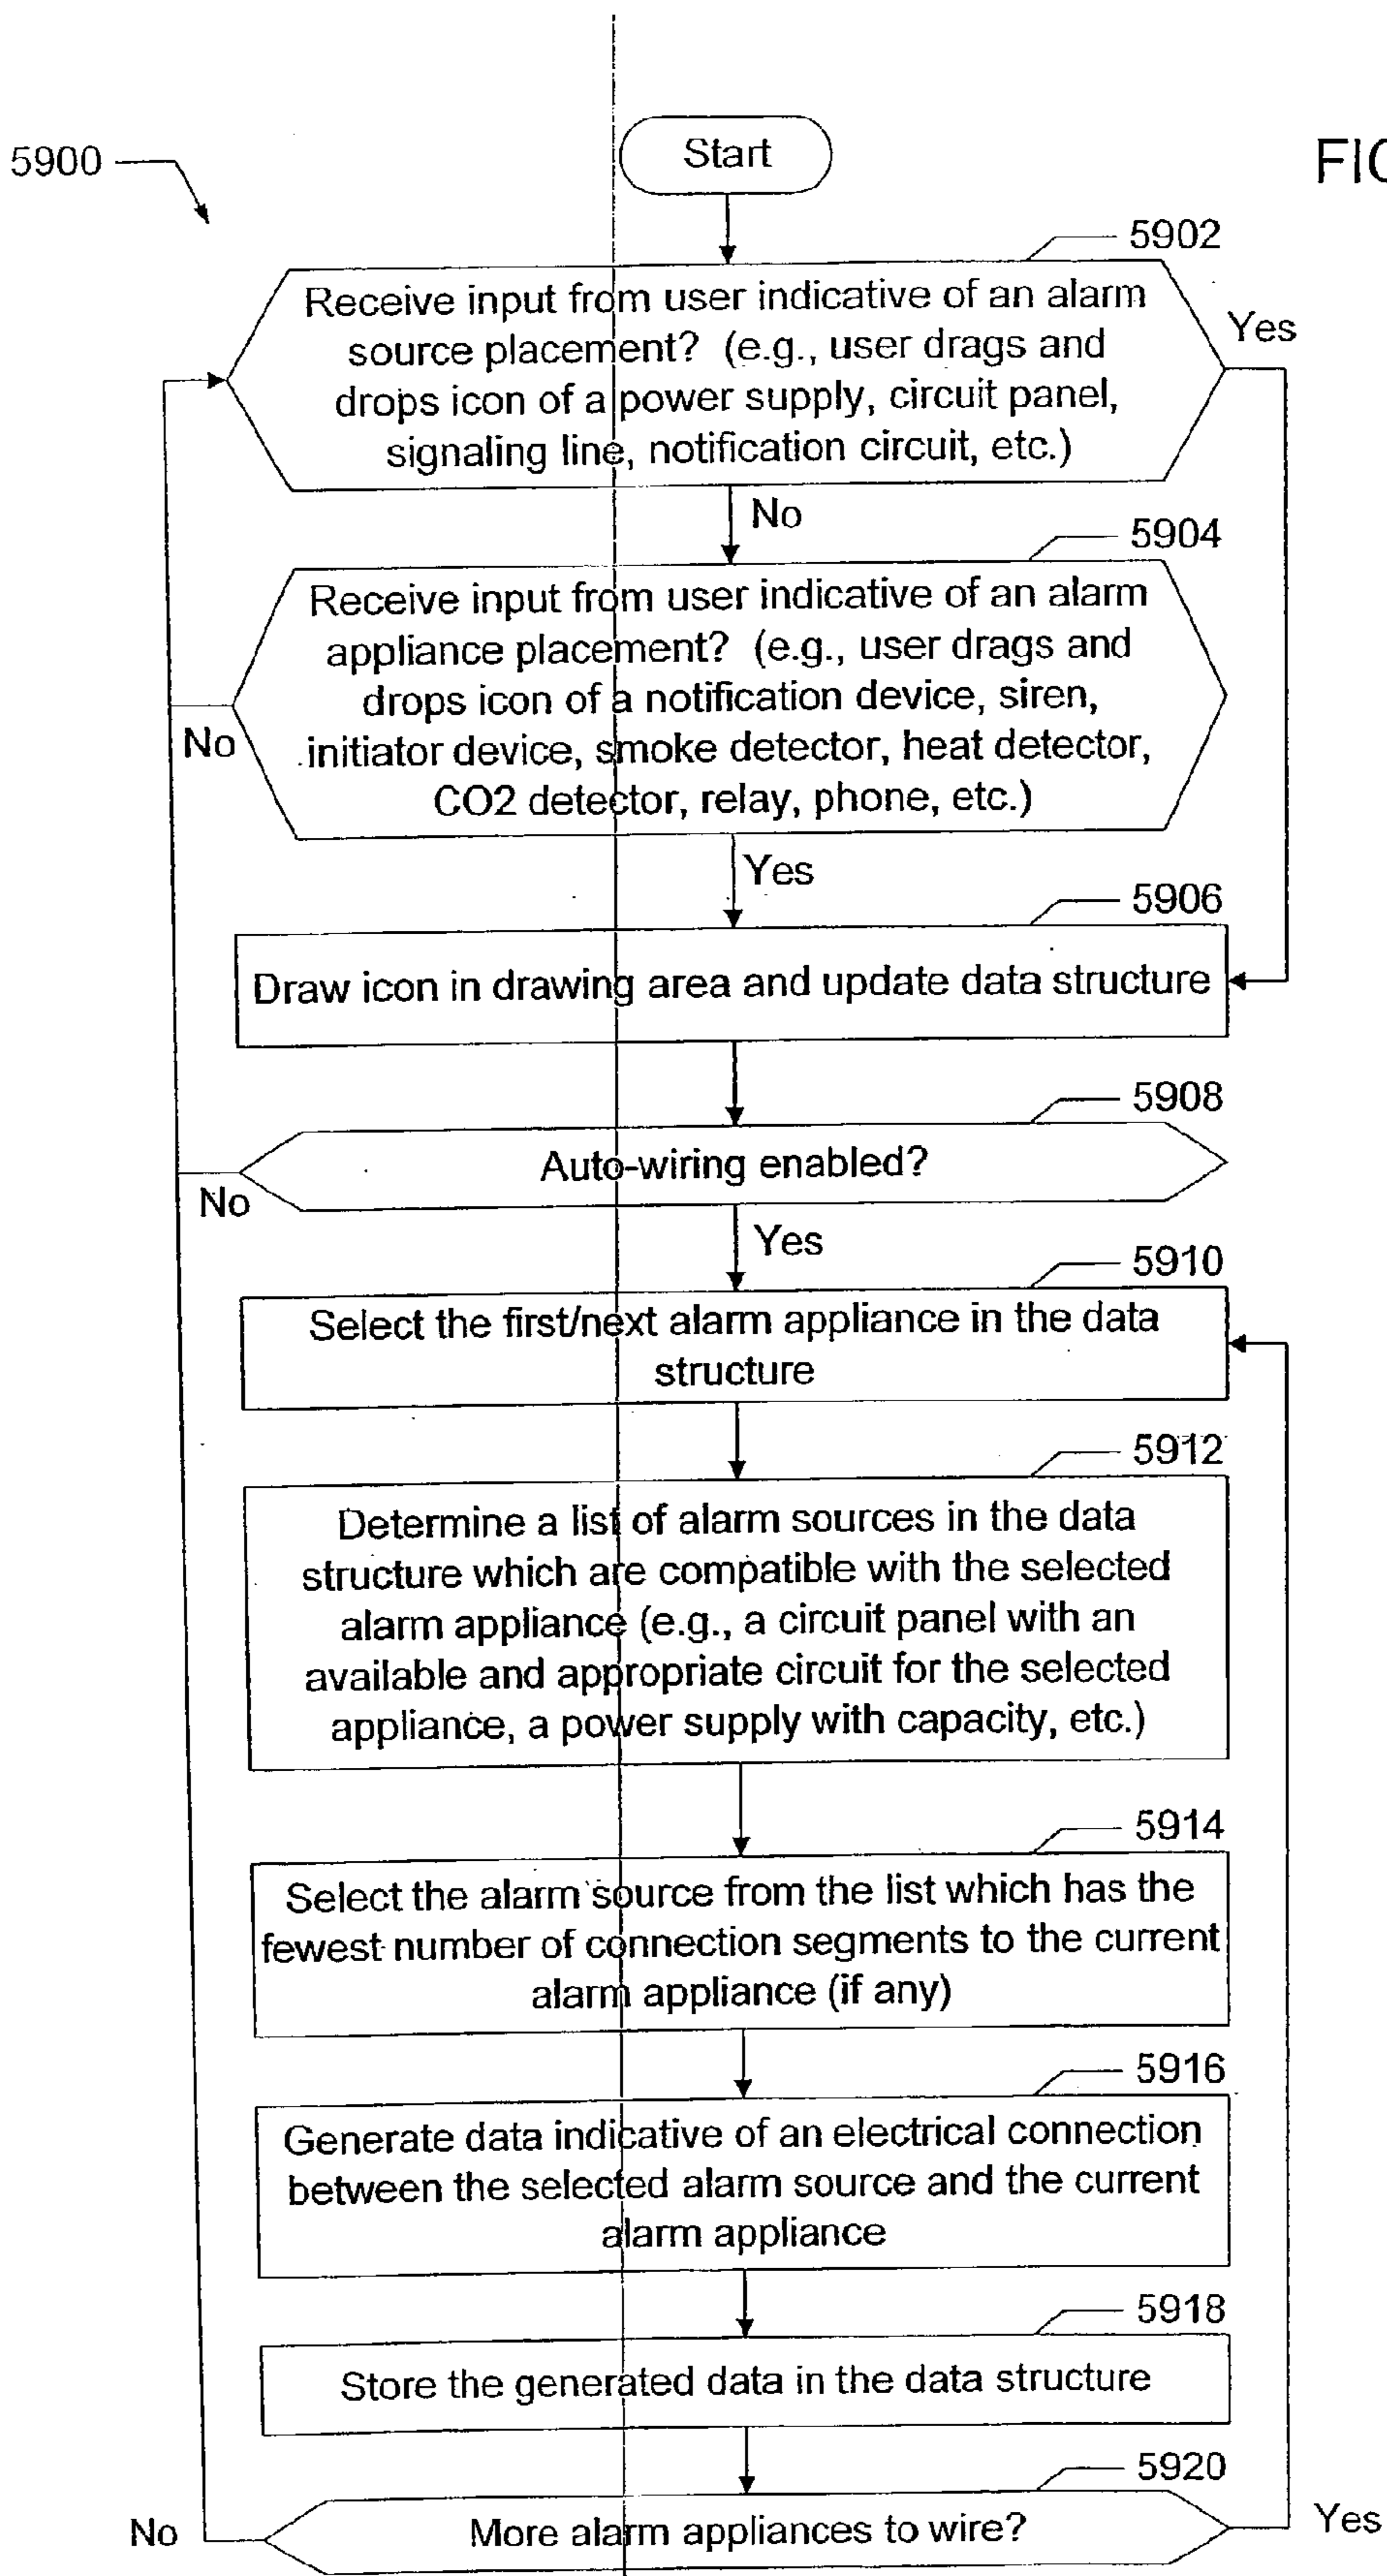 Start
5900
FIG
5902
Receive input from user indicative of an alarm
source placement? (e.g., user drags and
drops icon of a power supply, circuit panel,
signaling line, notification circuit, etc.)
Yes
No
5904
Receive input from user indicative of an alarm
appliance placement? (e.g., user drags and
drops icon of a notification device, siren,
initiator device, smoke detector, heat detector,
CO2 detector, relay, phone, etc.)
No
Yes
5906
Draw icon in drawing area and update data structure
5908
Auto-wiring enabled?
No
Yes
5910
Select the first/next alarm appliance in the data
structure
5912
Determine a list of alarm sources in the data
structure which are compatible with the selected
alarm appliance (e.g., a circuit panel with an
available and appropriate circuit for the selected
appliance, a power supply with capacity, etc.)
5914
Select the alarm source from the list which has the
fewest number of connection segments to the current
alarm appliance (if any)
5916
Generate data indicative of an electrical connection
between the selected alarm source and the current
alarm appliance
5918
Store the generated data in the data structure
5920
No
More alarm appliances to wire?
Yes